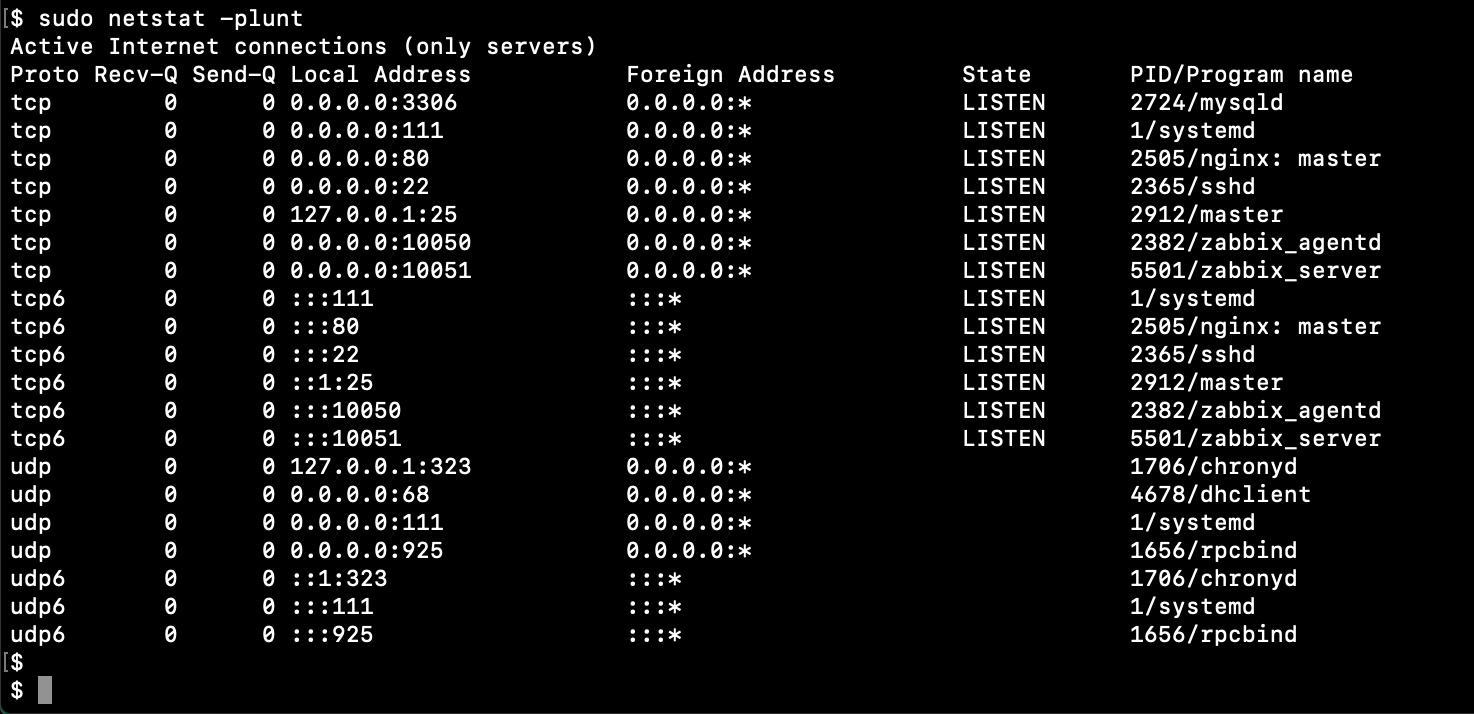 [$ sudo netstat -plunt
Active Internet connections (only servers)
Proto Recv-Q Send-Q Local Address           Foreign Address         State       PID/Program name
tcp        0      0 0.0.0.0:3306            0.0.0.0:*               LISTEN      2724/mysqld
tcp        0      0 0.0.0.0:111             0.0.0.0:*               LISTEN      1/systemd
tcp        0      0 0.0.0.0:80              0.0.0.0:*               LISTEN      2505/nginx: master
tcp        0      0 0.0.0.0:22              0.0.0.0:*               LISTEN      2365/sshd
tcp        0      0 127.0.0.1:25            0.0.0.0:*               LISTEN      2912/master
tcp        0      0 0.0.0.0:10050           0.0.0.0:*               LISTEN      2382/zabbix_agentd
tcp        0      0 0.0.0.0:10051           0.0.0.0:*               LISTEN      5501/zabbix_server
tcp6       0      0 :::111                  :::*                    LISTEN      1/systemd
tcp6       0      0 :::80                   :::*                    LISTEN      2505/nginx: master
tcp6       0      0 :::22                   :::*                    LISTEN      2365/sshd
tcp6       0      0 ::1:25                  :::*                    LISTEN      2912/master
tcp6       0      0 :::10050                :::*                    LISTEN      2382/zabbix_agentd
tcp6       0      0 :::10051                :::*                    LISTEN      5501/zabbix_server
udp        0      0 127.0.0.1:323           0.0.0.0:*                           1706/chronyd
udp        0      0 0.0.0.0:68              0.0.0.0:*                           4678/dhclient
udp        0      0 0.0.0.0:111             0.0.0.0:*                           1/systemd
udp        0      0 0.0.0.0:925             0.0.0.0:*                           1656/rpcbind
udp6       0      0 ::1:323                 :::*                                1706/chronyd
udp6       0      0 :::111                  :::*                                1/systemd
udp6       0      0 :::925                  :::*                                1656/rpcbind
[$
$